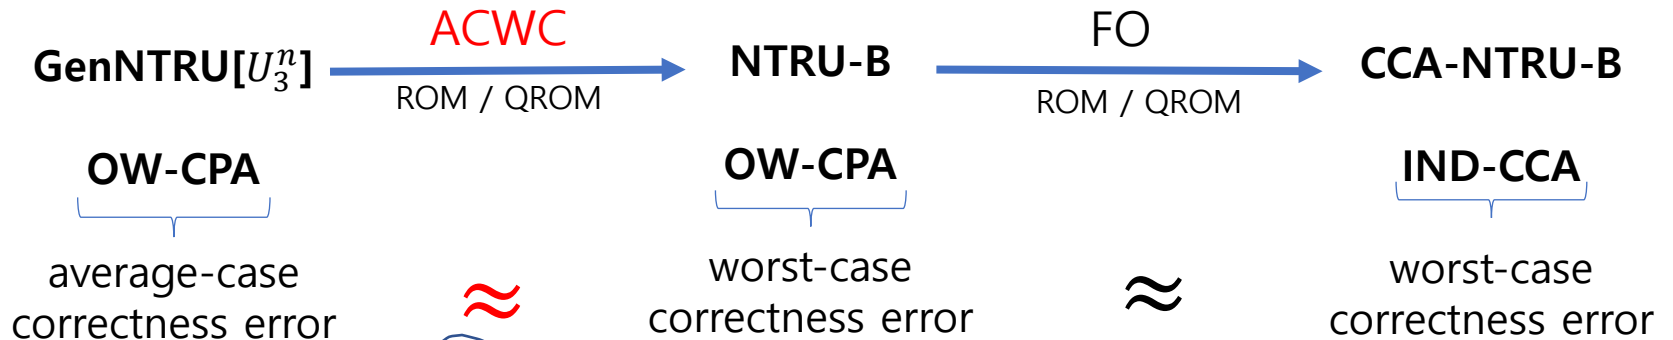 ACWC
FO
GenNTRU[U_3^n]
NTRU-B
CCA-NTRU-B
ROM / QROM
ROM / QROM
OW-CPA
OW-CPA
IND-CCA
average-case
correctness error
≈
worst-case
correctness error
≈
worst-case
correctness error